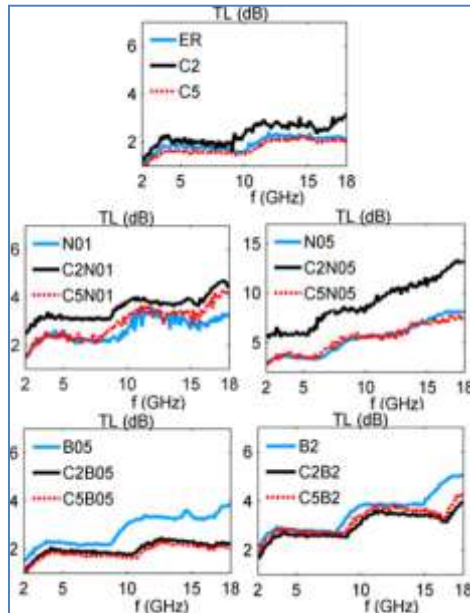 TL (dB)
6
4
2
ER
C2
C5
2 5 10 15 18
f (GHz)
TL (dB)
6
4
2
N01
C2N01
C5N01
2 5 10 15 18
f (GHz)
TL (dB)
15
10
5
N05
C2N05
C5N05
2 5 10 15 18
f (GHz)
TL (dB)
6
4
2
B05
C2B05
C5B05
2 5 10 15 18
f (GHz)
TL (dB)
6
4
2
B2
C2B2
C5B2
2 5 10 15 18
f (GHz)